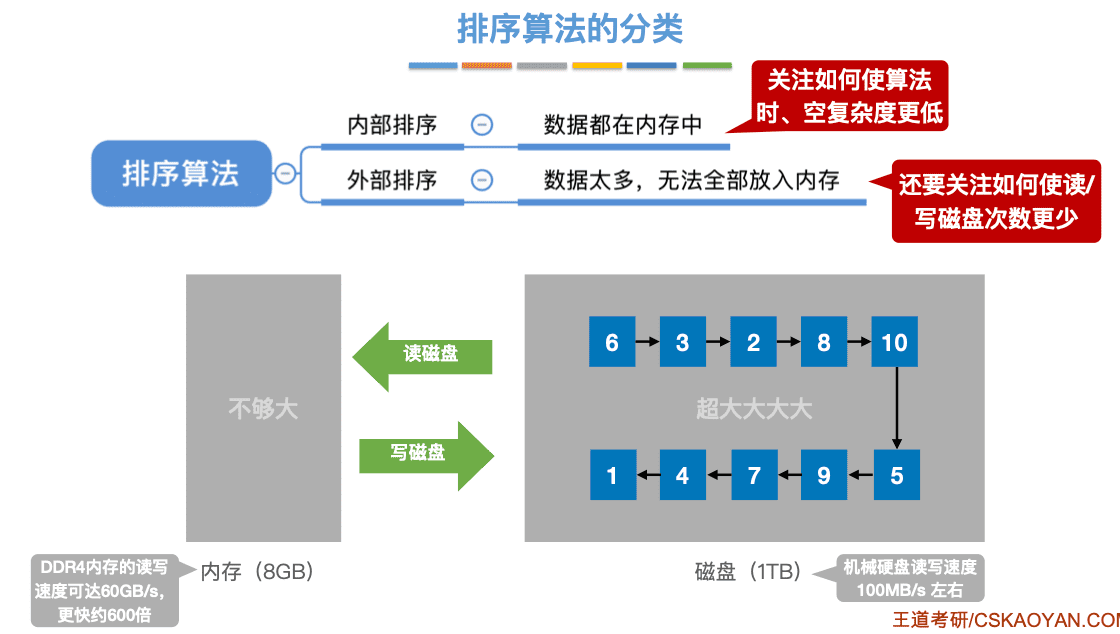 排序算法的分类
关注如何使算法
时、空复杂度更低
内部排序
数据都在内存中
排序算法
外部排序
数据太多，无法全部放入内存
还要关注如何使读/
写磁盘次数更少
读磁盘
写磁盘
不够大
6 3 2 8 10
超大大大大
1 4 7 9 5
DDR4内存的读写
速度可达60GB/s，
更快约600倍
内存（8GB）
磁盘（1TB）
机械硬盘读写速度
100MB/s 左右
王道考研/CSKAOYAN.CO